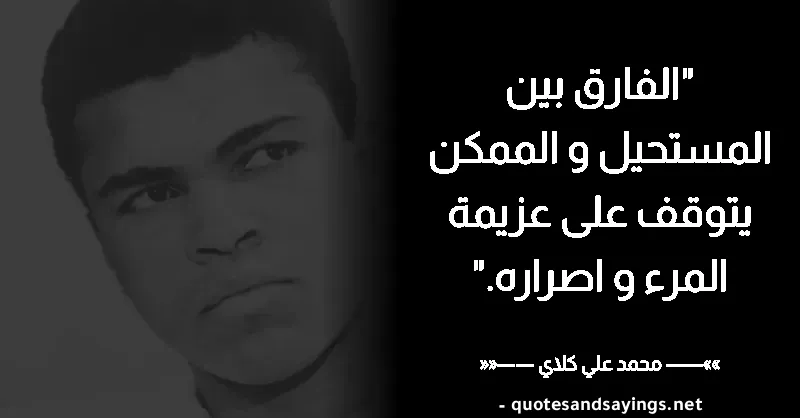 "الفارق بين
المستحيل و الممكن
يتوقف على عزيمة
المرء و اصراره."
»»—— محمد علي كلاي ——««
- quotesandsayings.net